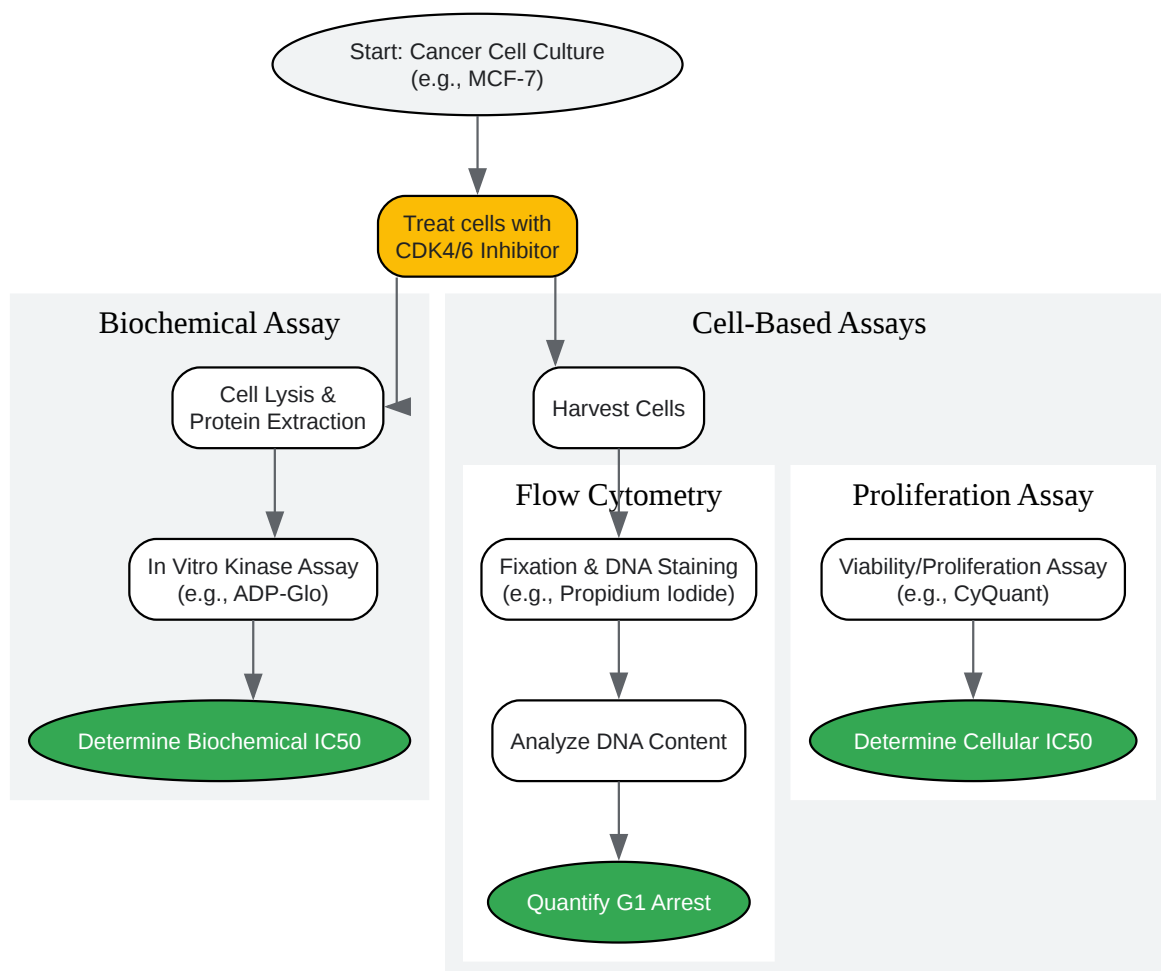 Start: Cancer Cell Culture
(e.g., MCF-7)
Treat cells with
CDK4/6 Inhibitor
Biochemical Assay
Cell Lysis &
Protein Extraction
In Vitro Kinase Assay
(e.g., ADP-Glo)
Determine Biochemical IC50
Cell-Based Assays
Harvest Cells
Flow Cytometry
Fixation & DNA Staining
(e.g., Propidium Iodide)
Analyze DNA Content
Quantify G1 Arrest
Proliferation Assay
Viability/Proliferation Assay
(e.g., CyQuant)
Determine Cellular IC50